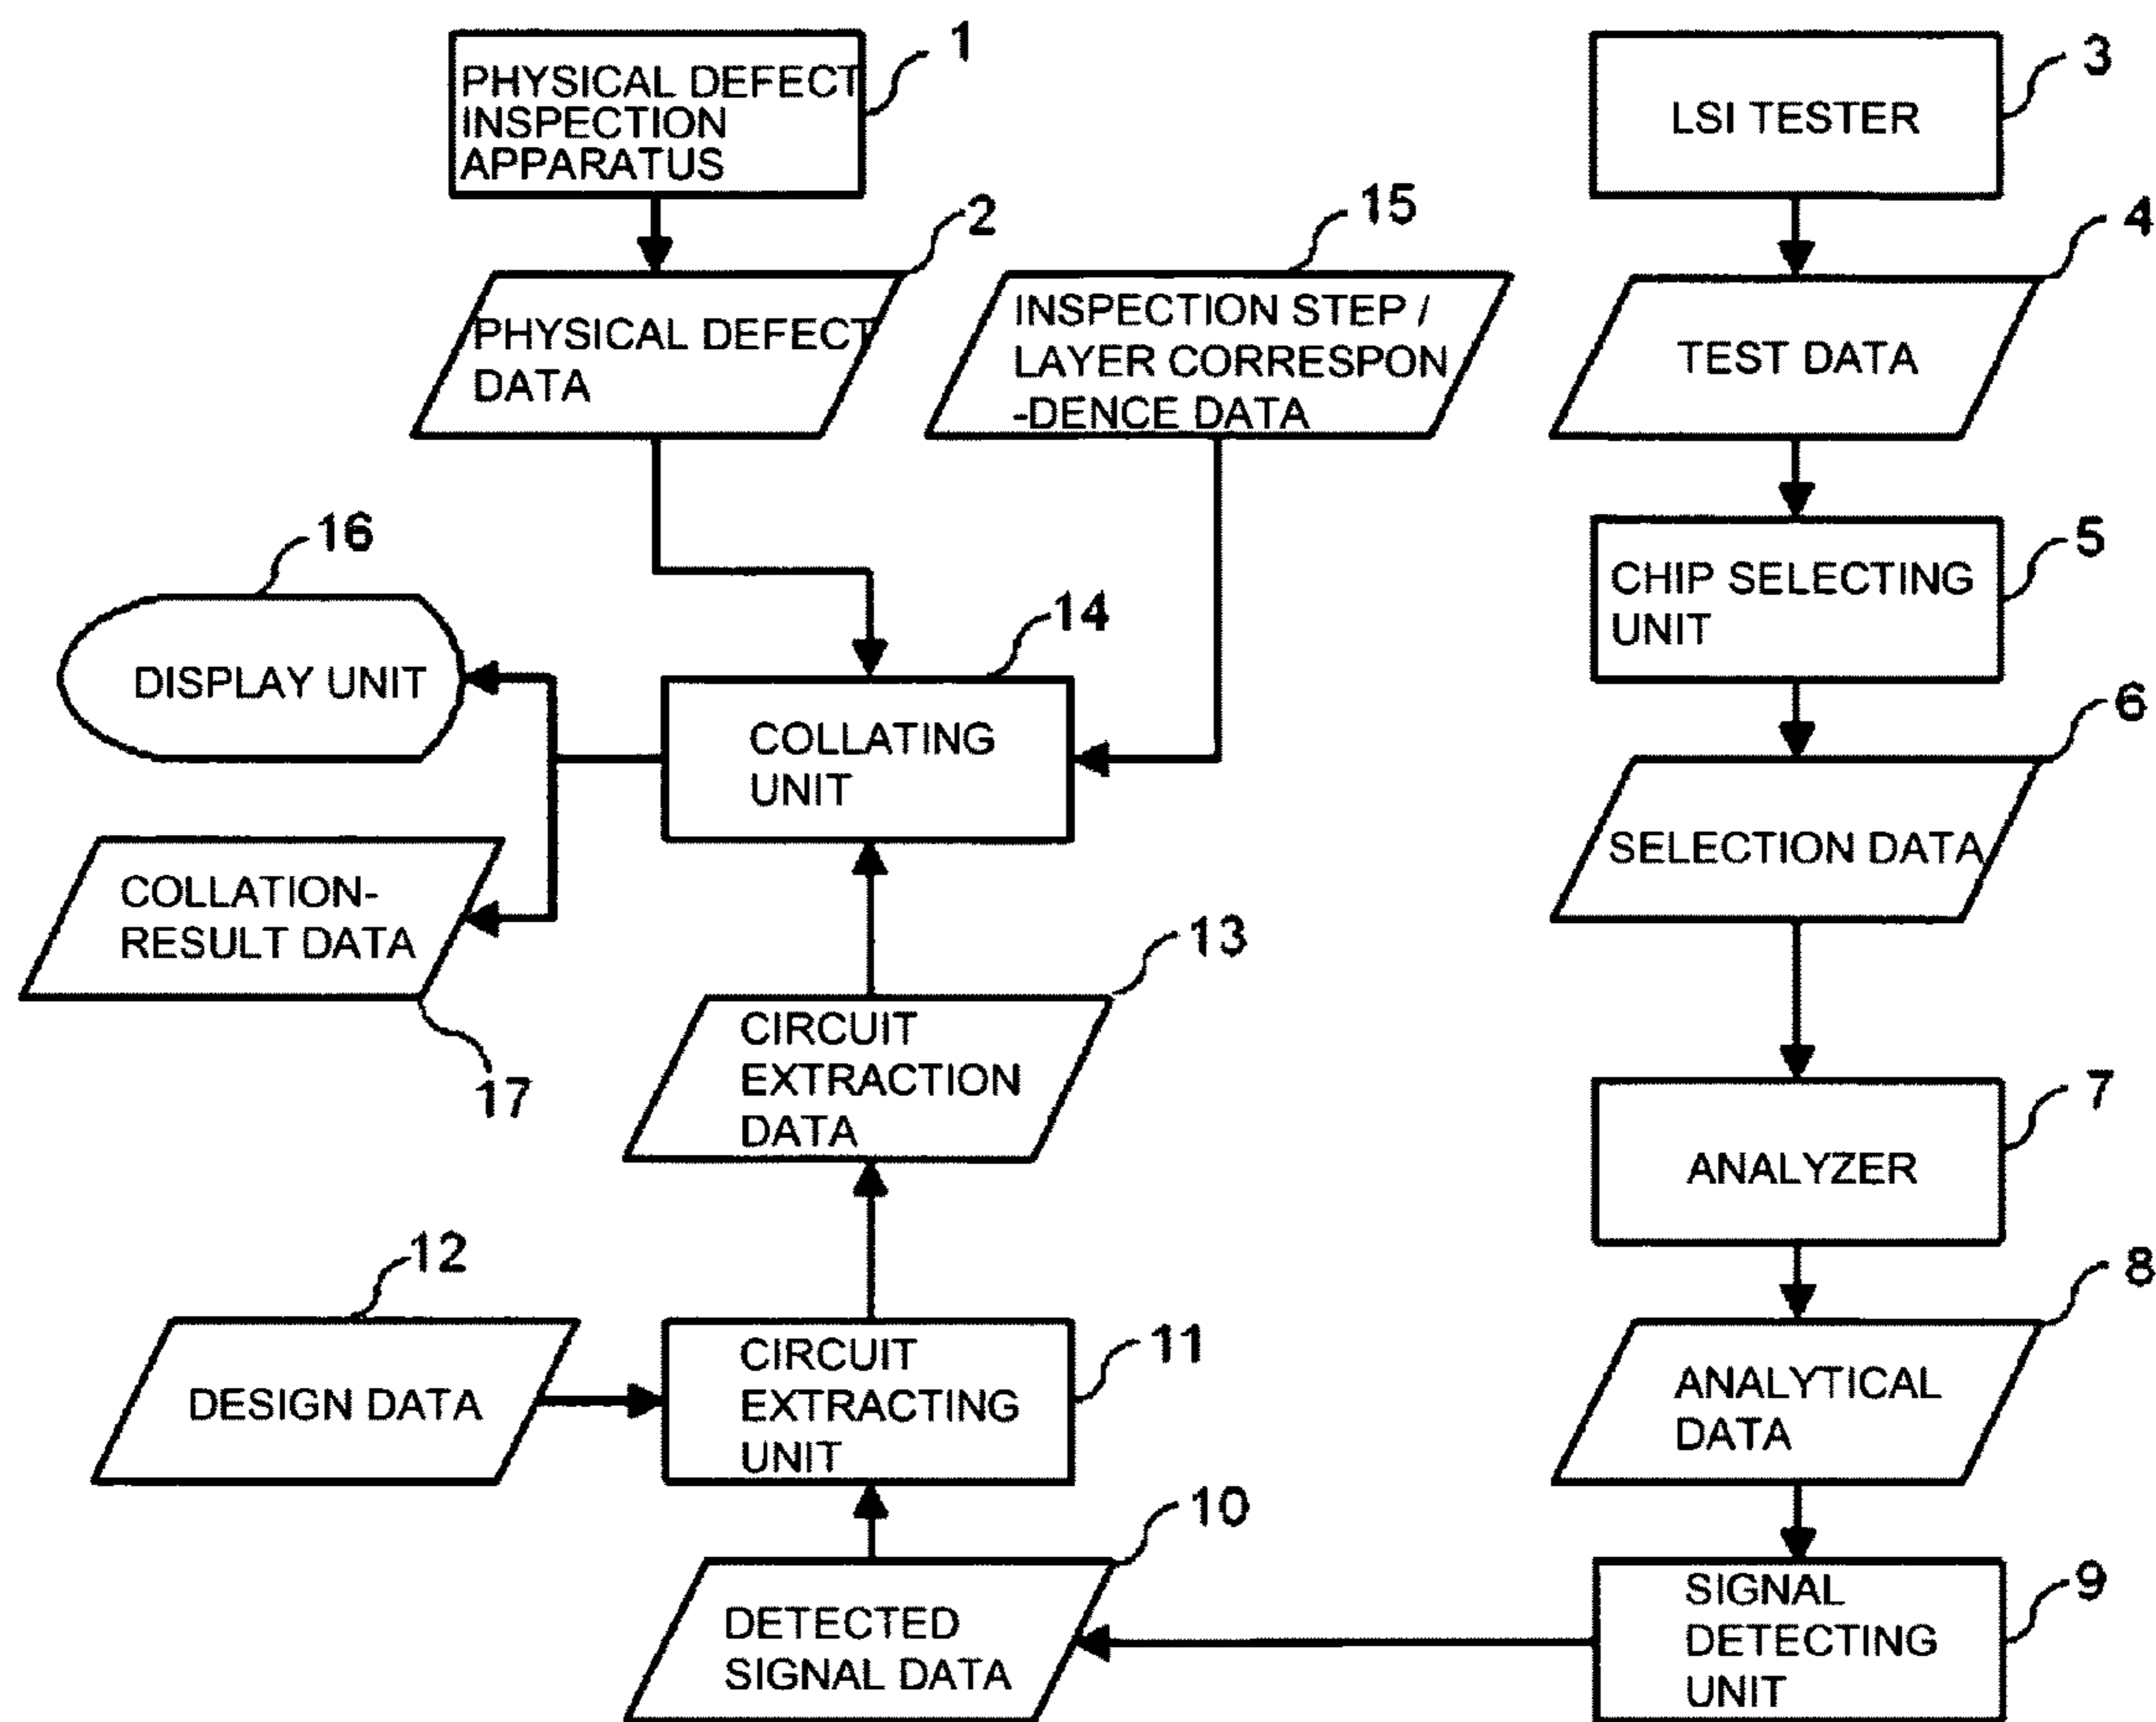 1
PHYSICAL DEFECT
INSPECTION
APPARATUS
3
LSI TESTER
2
PHYSICAL DEFECT
DATA
15
INSPECTION STEP /
LAYER CORRESPON
-DENCE DATA
4
TEST DATA
16
DISPLAY UNIT
14
COLLATING
UNIT
5
CHIP SELECTING
UNIT
6
SELECTION DATA
COLLATION-
RESULT DATA
17
13
CIRCUIT
EXTRACTION
DATA
7
ANALYZER
12
DESIGN DATA
11
CIRCUIT
EXTRACTING
UNIT
8
ANALYTICAL
DATA
10
DETECTED
SIGNAL DATA
9
SIGNAL
DETECTING
UNIT